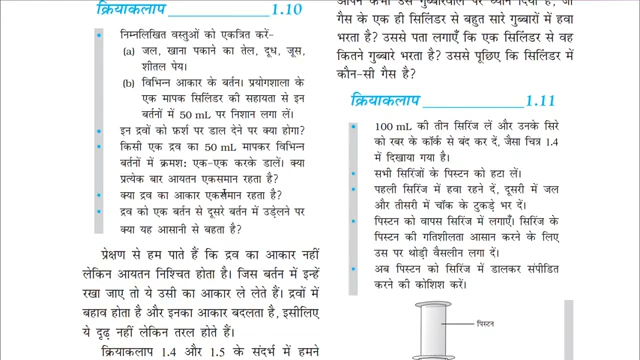 क्रियाकलाप 1.10
• निम्नलिखित वस्तुओं को एकत्रित करें–
(a) जल, खाना पकाने का तेल, दूध, जूस,
शीतल पेय।
(b) विभिन्न आकार के बर्तन। प्रयोगशाला के
एक मापक सिलिंडर की सहायता से इन
बर्तनों में 50 mL पर निशान लगा लें।
• इन द्रवों को फ़र्श पर डाल देने पर क्या होगा?
• किसी एक द्रव का 50 mL मापकर विभिन्न
बर्तनों में क्रमशः एक-एक करके डालें। क्या
प्रत्येक बार आयतन एकसमान रहता है?
• क्या द्रव का आकार एकसमान रहता है?
• द्रव को एक बर्तन से दूसरे बर्तन में उड़ेलने पर
क्या यह आसानी से बहता है?
प्रेक्षण से हम पाते हैं कि द्रव का आकार नहीं
लेकिन आयतन निश्चित होता है। जिस बर्तन में इन्हें
रखा जाए तो ये उसी का आकार ले लेते हैं। द्रवों में
बहाव होता है और इनका आकार बदलता है, इसीलिए
ये दृढ़ नहीं लेकिन तरल होते हैं।
क्रियाकलाप 1.4 और 1.5 के संदर्भ में हमने
आपने कभी उस गुब्बारेवाले पर ध्यान दिया है, जो
गैस के एक ही सिलिंडर से बहुत सारे गुब्बारों में हवा
भरता है? उससे पता लगाएँ कि एक सिलिंडर से वह
कितने गुब्बारे भरता है? उससे पूछिए कि सिलिंडर में
कौन-सी गैस है?
क्रियाकलाप 1.11
• 100 mL की तीन सिरिंज लें और उनके सिरे
को रबर के कॉर्क से बंद कर दें, जैसा चित्र 1.4
में दिखाया गया है।
• सभी सिरिंजों के पिस्टन को हटा लें।
• पहली सिरिंज में हवा रहने दें, दूसरी में जल
और तीसरी में चॉक के टुकड़े भर दें।
• पिस्टन को वापस सिरिंज में लगाएँ। सिरिंज के
पिस्टन की गतिशीलता आसान करने के लिए
उस पर थोड़ी वैसलीन लगा दें।
• अब पिस्टन को सिरिंज में डालकर संपीडित
करने की कोशिश करें।
पिस्टन